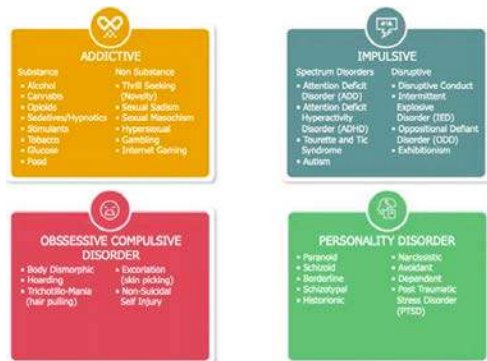 ADDICTIVE
Substance
• Alcohol
• Cannabis
• Opioids
• Sedatives/Hypnotics
• Stimulants
• Tobacco
• Glucose
• Food
Non Substance
• Thrill Seeking
(Novelty)
• Sexual Sadism
• Sexual Masochism
• Hypersexual
• Gambling
• Internet Gaming
IMPULSIVE
Spectrum Disorders
• Attention Deficit
Disorder (ADD)
• Attention Deficit
Hyperactivity
Disorder (ADHD)
• Tourette and Tic
Syndrome
• Autism
Disruptive
• Disruptive Conduct
• Intermittent
Explosive
Disorder (IED)
• Oppositional Defiant
Disorder (ODD)
• Exhibitionism
OBSSESSIVE COMPULSIVE
DISORDER
• Body Dismorphic
• Hoarding
• Trichotillo-Mania
(hair pulling)
• Excoriation
(skin picking)
• Non-Suicidal
Self Injury
PERSONALITY DISORDER
• Paranoid
• Schizoid
• Borderline
• Schizotypal
• Historionic
• Narcissistic
• Avoidant
• Dependent
• Post Traumatic
Stress Disorder
(PTSD)